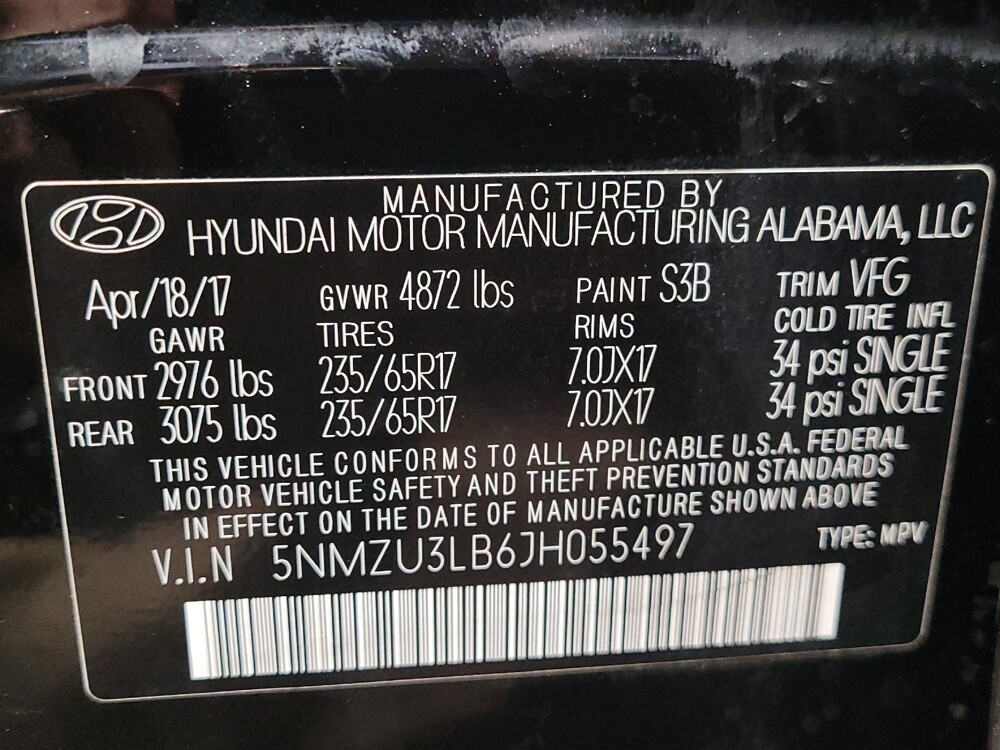 MANUFACTURED BY
HYUNDAI MOTOR MANUFACTURING ALABAMA, LLC
Apr/18/17 GVWR 4872 lbs PAINT S3B TRIM VFG
GAWR TIRES RIMS COLD TIRE INFL
FRONT 2976 lbs 235/65R17 7.0JX17 34 psi SINGLE
REAR 3075 lbs 235/65R17 7.0JX17 34 psi SINGLE
THIS VEHICLE CONFORMS TO ALL APPLICABLE U.S.A. FEDERAL
MOTOR VEHICLE SAFETY AND THEFT PREVENTION STANDARDS
IN EFFECT ON THE DATE OF MANUFACTURE SHOWN ABOVE
V.I.N 5NMZU3LB6JH055497 TYPE: MPV